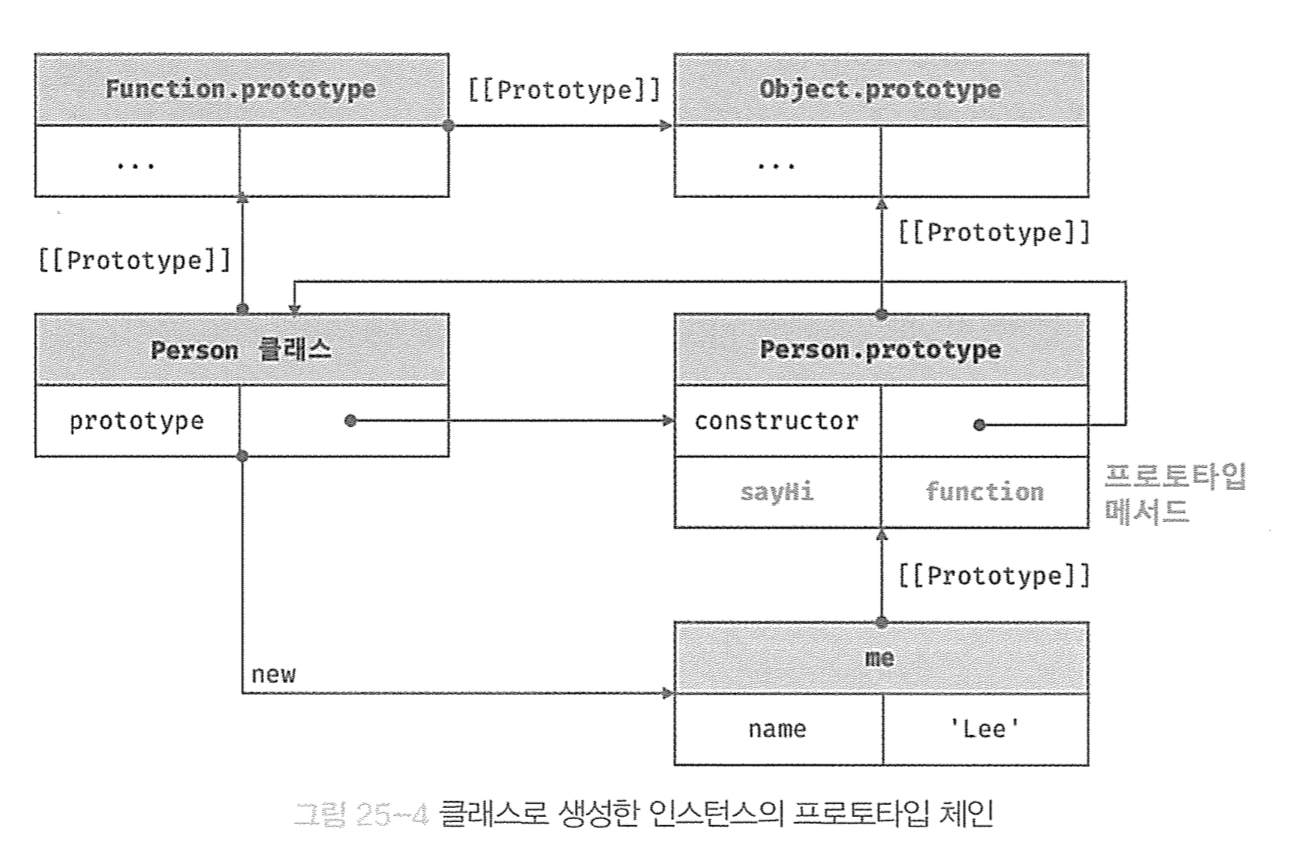 Function.prototype
[[Prototype]]
Object.prototype
...
...
[[Prototype]]
[[Prototype]]
Person 클래스
Person.prototype
prototype
constructor
sayHi
function
프로토타입
메서드
[[Prototype]]
me
new
name
'Lee'
그림 25-4 클래스로 생성한 인스턴스의 프로토타입 체인